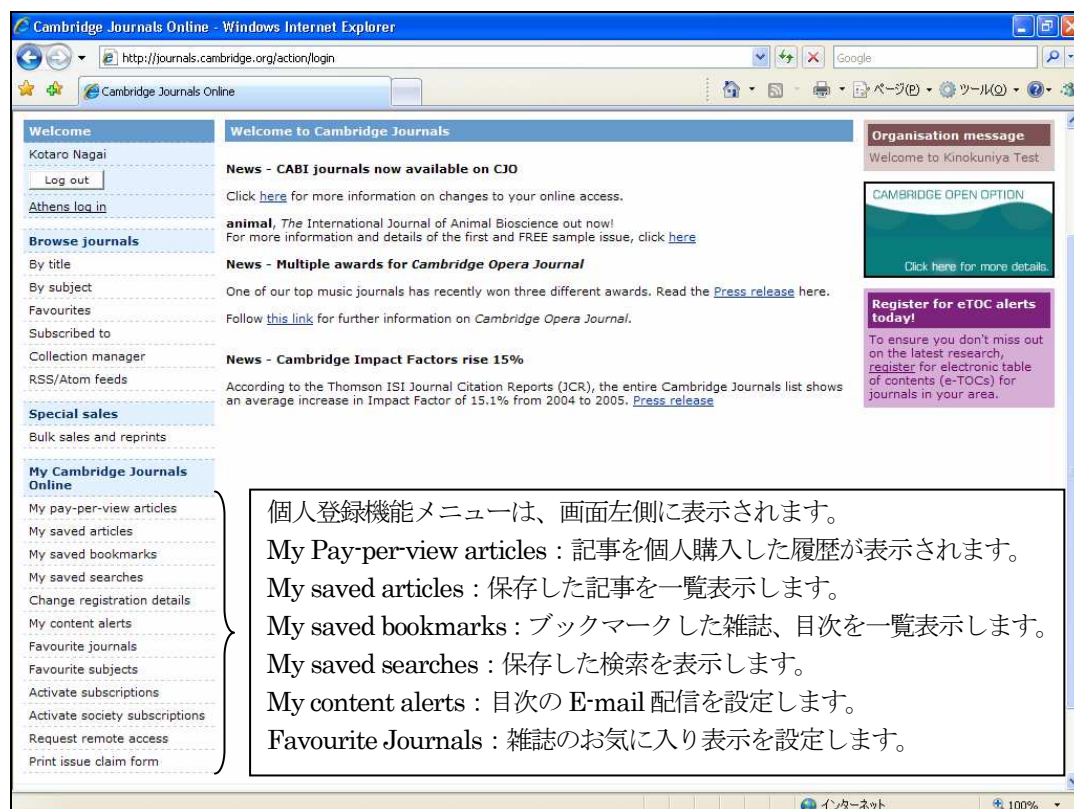 Cambridge Journals Online - Windows Internet Explorer
http://journals.cambridge.org/action/login
Google
Cambridge Journals Online
ページ(P)
ツール(O)
Welcome
Kotaro Nagai
Log out
Athens log in
Browse journals
By title
By subject
Favourites
Subscribed to
Collection manager
RSS/Atom feeds
Special sales
Bulk sales and reprints
My Cambridge Journals
Online
My pay-per-view articles
My saved articles
My saved bookmarks
My saved searches
Change registration details
My content alerts
Favourite journals
Favourite subjects
Activate subscriptions
Activate society subscriptions
Request remote access
Print issue claim form
Welcome to Cambridge Journals
News - CABI journals now available on CJO
Click here for more information on changes to your online access.
animal, The International Journal of Animal Bioscience out now!
For more information and details of the first and FREE sample issue, click here
News - Multiple awards for Cambridge Opera Journal
One of our top music journals has recently won three different awards. Read the Press release here.
Follow this link for further information on Cambridge Opera Journal.
News - Cambridge Impact Factors rise 15%
According to the Thomson ISI Journal Citation Reports (JCR), the entire Cambridge Journals list shows
an average increase in Impact Factor of 15.1% from 2004 to 2005. Press release
Organisation message
Welcome to Kinokuniya Test
CAMBRIDGE OPEN OPTION
Click here for more details.
Register for eTOC alerts
today!
To ensure you don't miss out
on the latest research,
register for electronic table
of contents (e-TOCs) for
journals in your area.
個人登録機能メニューは、画面左側に表示されます。
My Pay-per-view articles：記事を個人購入した履歴が表示されます。
My saved articles：保存した記事を一覧表示します。
My saved bookmarks：ブックマークした雑誌、目次を一覧表示します。
My saved searches：保存した検索を表示します。
My content alerts：目次の E-mail 配信を設定します。
Favourite Journals：雑誌のお気に入り表示を設定します。
インターネット
100%